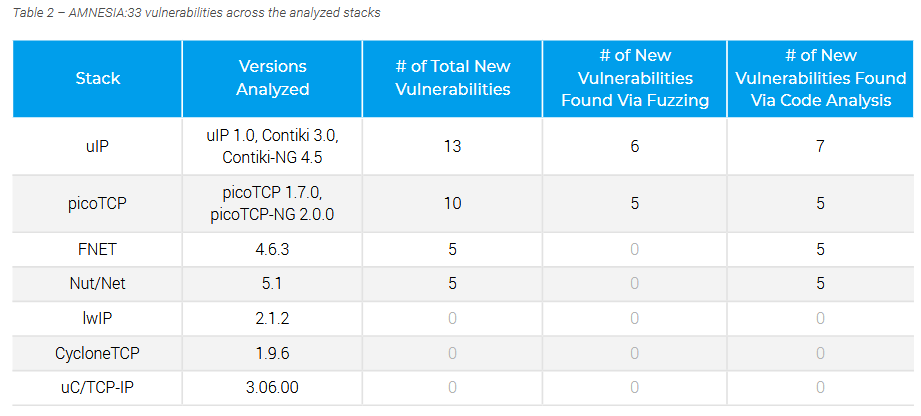 Table 2 – AMNESIA:33 vulnerabilities across the analyzed stacks
Stack
Versions
Analyzed
# of Total New
Vulnerabilities
# of New
Vulnerabilities
Found Via Fuzzing
# of New
Vulnerabilities Found
Via Code Analysis
uIP
uIP 1.0, Contiki 3.0,
Contiki-NG 4.5
13
6
7
picoTCP
picoTCP 1.7.0,
picoTCP-NG 2.0.0
10
5
5
FNET
4.6.3
5
0
5
Nut/Net
5.1
5
0
5
lwIP
2.1.2
0
0
0
CycloneTCP
1.9.6
0
0
0
uC/TCP-IP
3.06.00
0
0
0